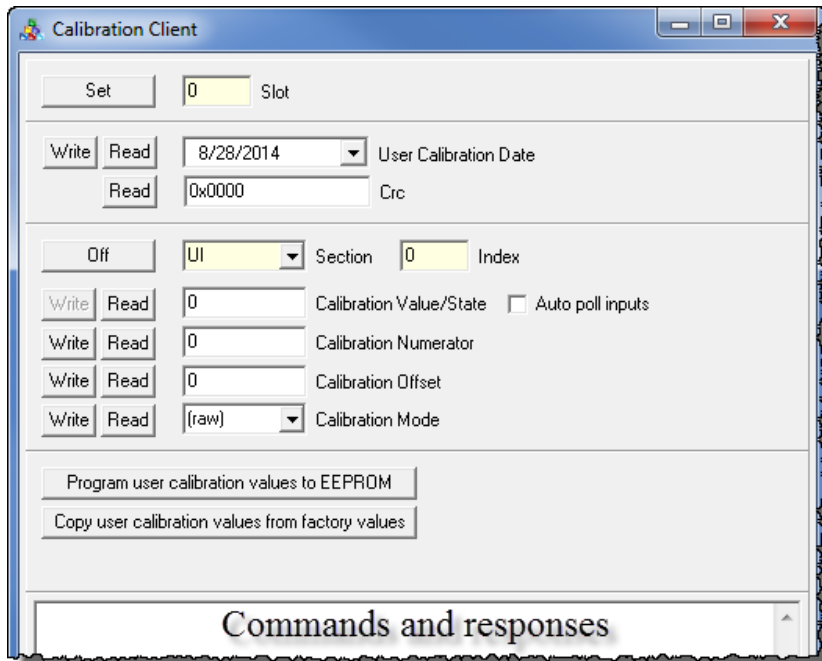 Calibration Client
Set 0 Slot
Write Read 8/28/2014 User Calibration Date
Read 0x0000 Crc
Off UI Section 0 Index
Write Read 0 Calibration Value/State Auto poll inputs
Write Read 0 Calibration Numerator
Write Read 0 Calibration Offset
Write Read (raw) Calibration Mode
Program user calibration values to EEPROM
Copy user calibration values from factory values
Commands and responses